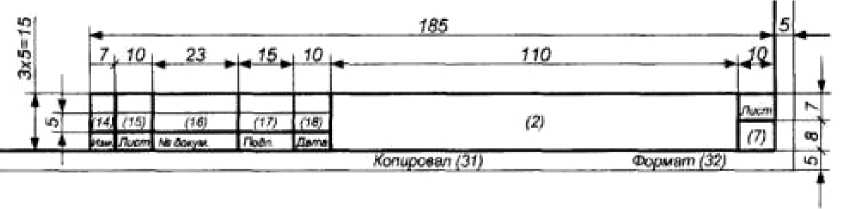 185 5
7 10 23 15 10 110 10
3x5=15
Лист 7
5 (14) (15) (16) (17) (18) (2)
Изм. Лист № докум. Подп. Дата (7) 8
Копировал (31) Формат (32) 5